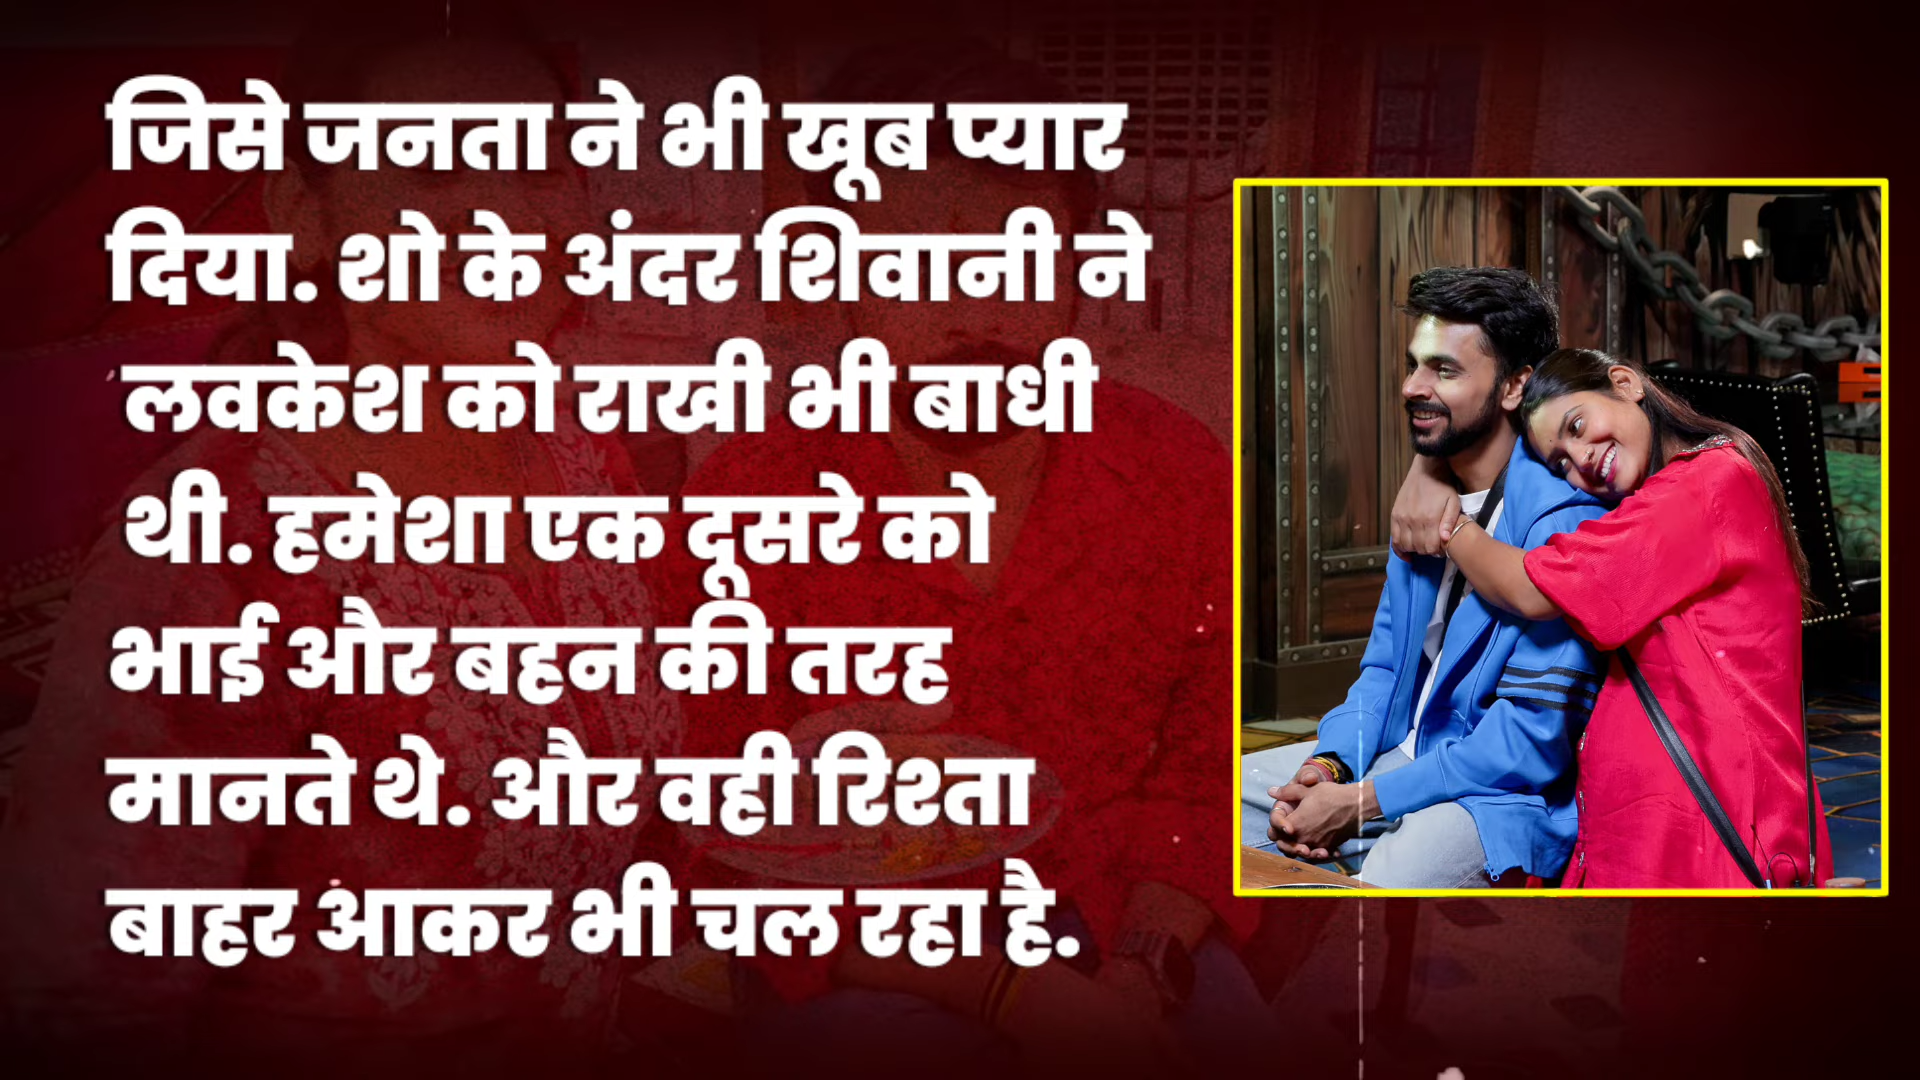 जिसे जनता ने भी खूब प्यार
दिया. शो के अंदर शिवानी ने
लवकेश को राखी भी बाधी
थी. हमेशा एक दूसरे को
भाई और बहन की तरह
मानते थे. और वही रिश्ता
बाहर आकर भी चल रहा है.